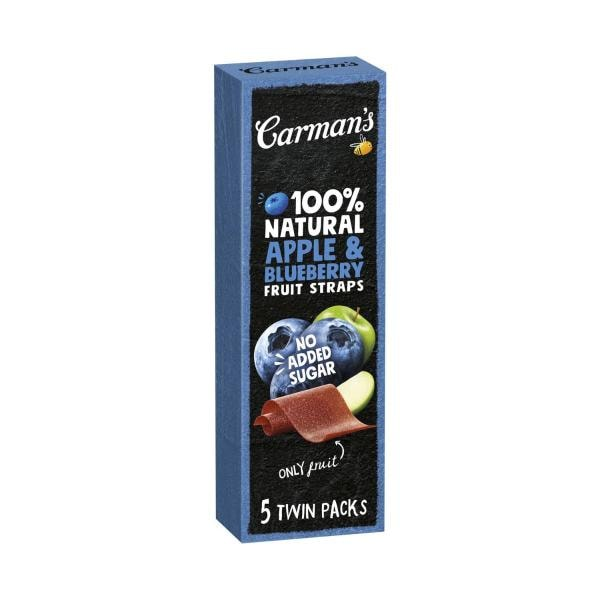 Carman's
Carman's
100%
NATURAL
APPLE &
BLUEBERRY
FRUIT STRAPS
NO
ADDED
SUGAR
ONLY fruit
5 TWIN PACKS